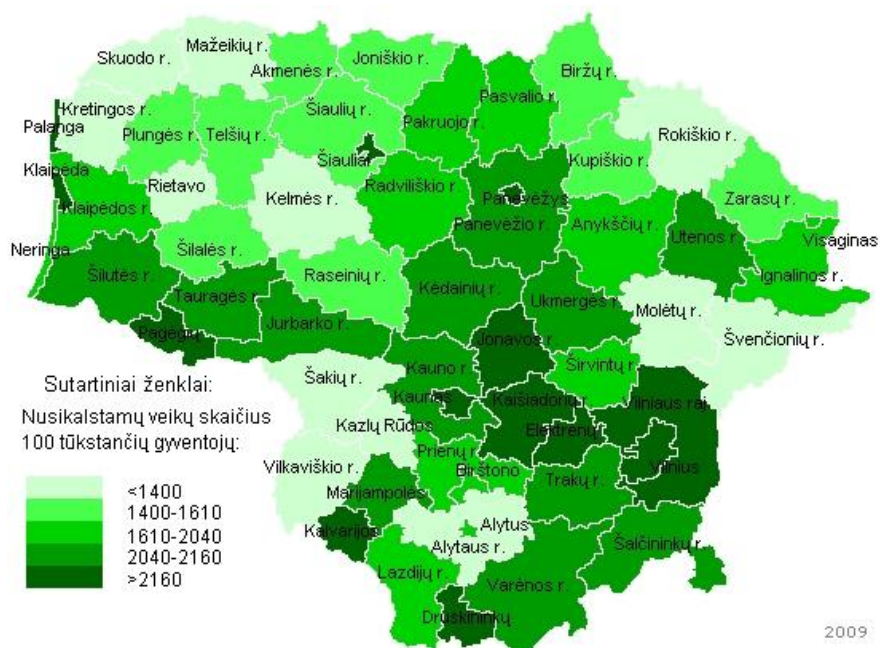 Mažeikių r.
Skuodo r.
Akmenės r.
Joniškio r.
Biržų r.
Pasvalio r.
Kretingos r.
Šiaulių r.
Pakruojo r.
Palanga
Plungės r.
Telšių r.
Rokiškio r.
Šiauliai
Kupiškio r.
Klaipėda
Rietavo
Radviliškio r
Kelmės r.
Panevėžys
Zarasų r.
Klaipėdos r.
Panevėžio r.
Anykščių r.
Utenos r
Visaginas
Neringa
Šilalės r.
Šilutės r.
Raseinių r.
Kėdainių r.
Ignalinos r.
Tauragės r.
Ukmergės r.
Molėtų r.
Pagėgių
Jurbarko r.
Jonavos r.
Švenčionių r.
Kauno r.
Širvintų r.
Šakių r.
Sutartiniai ženklai:
Kaunas
Kaišiadorių r.
Vilniaus raj.
Nusikalstamų veikų skaičius
Kazlų Rūdos
Elektrėnų
100 tūkstančių gyventojų:
Prienų r.
Vilkaviškio r.
Birštono
Vilnius
Marijampolės
Trakų r.
<1400
1400-1610
1610-2040
2040-2160
>2160
Kalvarijos
Alytus
Alytaus r.
Šalčininkų r.
Lazdijų r.
Varėnos r.
Druskininkų
2009